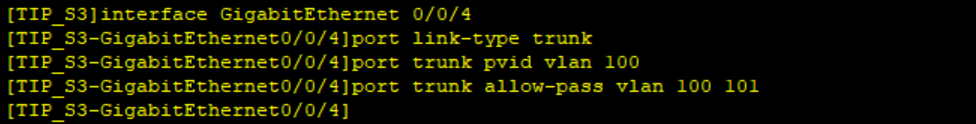 [TIP_S3]interface GigabitEthernet 0/0/4
[TIP_S3-GigabitEthernet0/0/4]port link-type trunk
[TIP_S3-GigabitEthernet0/0/4]port trunk pvid vlan 100
[TIP_S3-GigabitEthernet0/0/4]port trunk allow-pass vlan 100 101
[TIP_S3-GigabitEthernet0/0/4]